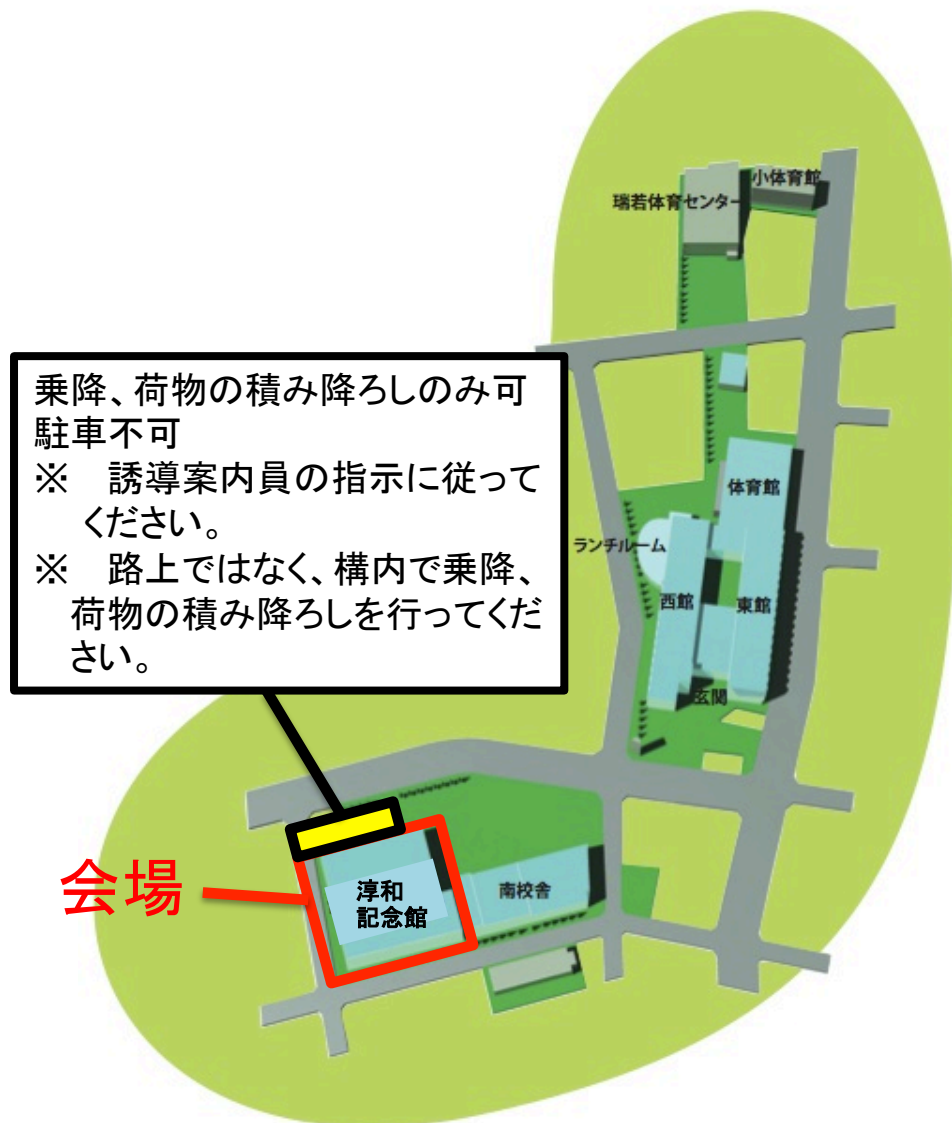 小体育館
瑞若体育センター
乗降、荷物の積み降ろしのみ可
駐車不可
※　誘導案内員の指示に従って
ください。
※　路上ではなく、構内で乗降、
荷物の積み降ろしを行ってくだ
さい。
体育館
ランチルーム
西館
東館
玄関
会場
淳和
記念館
南校舎